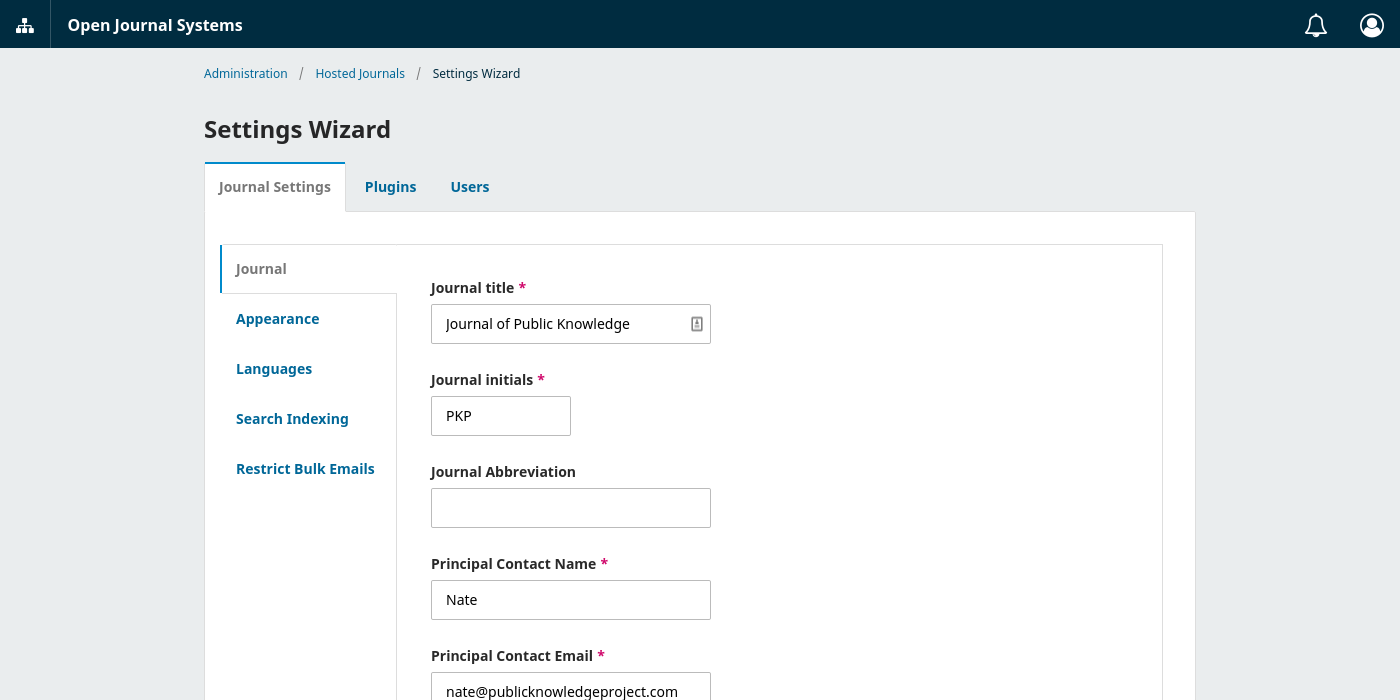 Open Journal Systems
Administration / Hosted Journals / Settings Wizard
Settings Wizard
Journal Settings
Plugins
Users
Journal
Appearance
Languages
Search Indexing
Restrict Bulk Emails
Journal title *
Journal of Public Knowledge
Journal initials *
PKP
Journal Abbreviation
Principal Contact Name *
Nate
Principal Contact Email *
nate@publicknowledgeproject.com